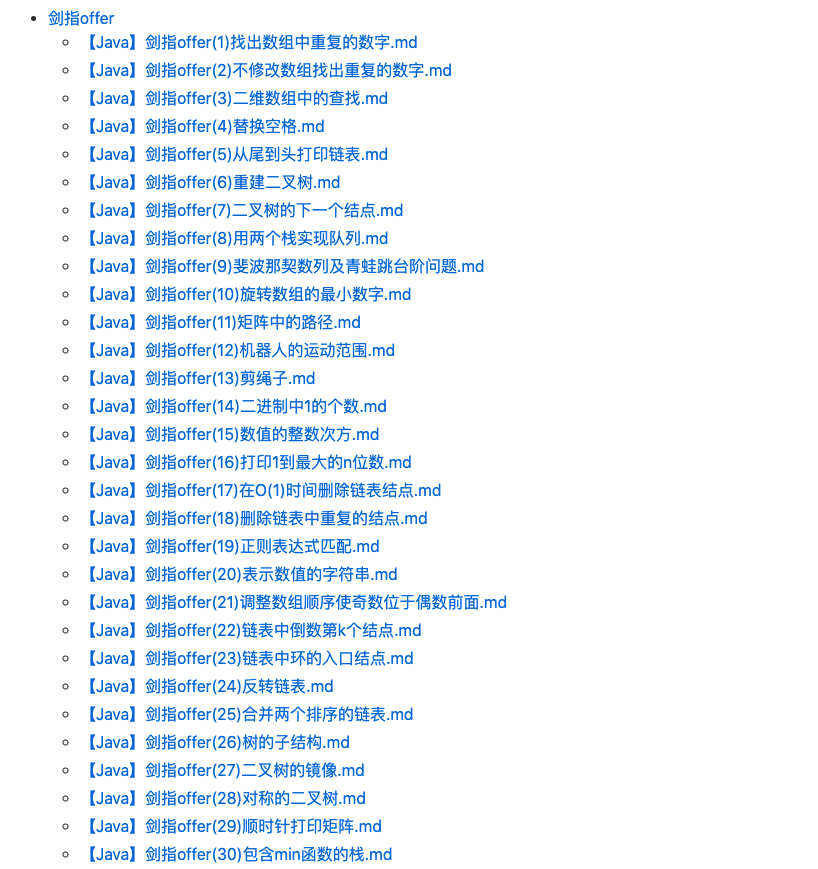 剑指offer
【Java】剑指offer(1)找出数组中重复的数字.md
【Java】剑指offer(2)不修改数组找出重复的数字.md
【Java】剑指offer(3)二维数组中的查找.md
【Java】剑指offer(4)替换空格.md
【Java】剑指offer(5)从尾到头打印链表.md
【Java】剑指offer(6)重建二叉树.md
【Java】剑指offer(7)二叉树的下一个结点.md
【Java】剑指offer(8)用两个栈实现队列.md
【Java】剑指offer(9)斐波那契数列及青蛙跳台阶问题.md
【Java】剑指offer(10)旋转数组的最小数字.md
【Java】剑指offer(11)矩阵中的路径.md
【Java】剑指offer(12)机器人的运动范围.md
【Java】剑指offer(13)剪绳子.md
【Java】剑指offer(14)二进制中1的个数.md
【Java】剑指offer(15)数值的整数次方.md
【Java】剑指offer(16)打印1到最大的n位数.md
【Java】剑指offer(17)在O(1)时间删除链表结点.md
【Java】剑指offer(18)删除链表中重复的结点.md
【Java】剑指offer(19)正则表达式匹配.md
【Java】剑指offer(20)表示数值的字符串.md
【Java】剑指offer(21)调整数组顺序使奇数位于偶数前面.md
【Java】剑指offer(22)链表中倒数第k个结点.md
【Java】剑指offer(23)链表中环的入口结点.md
【Java】剑指offer(24)反转链表.md
【Java】剑指offer(25)合并两个排序的链表.md
【Java】剑指offer(26)树的子结构.md
【Java】剑指offer(27)二叉树的镜像.md
【Java】剑指offer(28)对称的二叉树.md
【Java】剑指offer(29)顺时针打印矩阵.md
【Java】剑指offer(30)包含min函数的栈.md